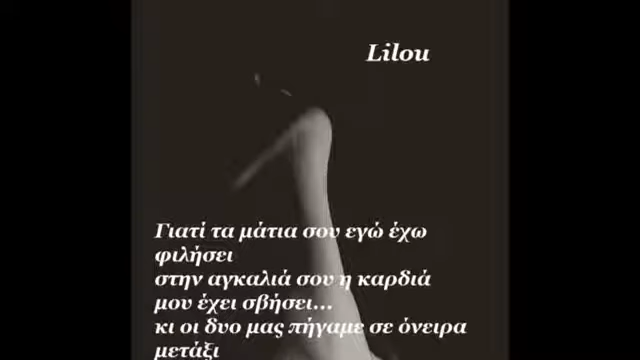 Lilou
Γιατί τα μάτια σου εγώ έχω
φιλήσει
στην αγκαλιά σου η καρδιά
μου έχει σβήσει...
κι οι δυο μας πήγαμε σε όνειρα
μετάξι